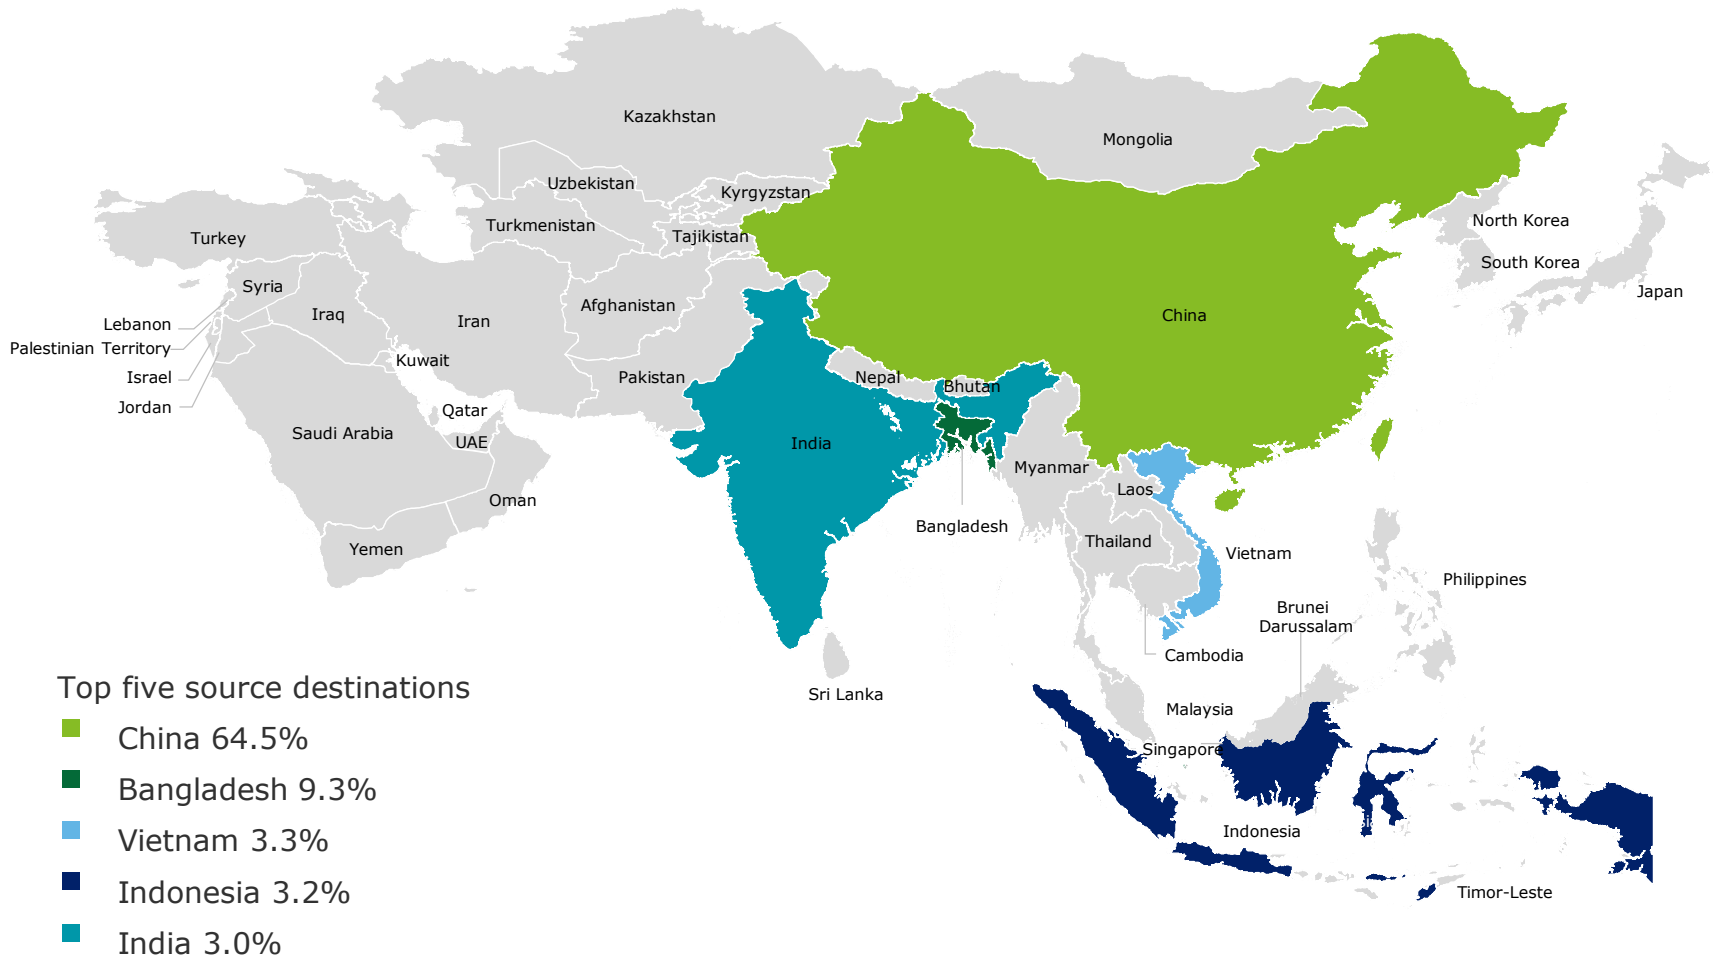 Kazakhstan
Mongolia
Uzbekistan
Kyrgyzstan
Turkmenistan
Tajikistan
North Korea
Turkey
South Korea
Syria
Japan
Afghanistan
Iraq
Iran
China
Lebanon
Palestinian Territory
Kuwait
Israel
Pakistan
Nepal
Bhutan
Jordan
Qatar
Saudi Arabia
UAE
India
Myanmar
Laos
Oman
Bangladesh
Thailand
Yemen
Vietnam
Philippines
Brunei
Darussalam
Cambodia
Sri Lanka
Malaysia
Singapore
Indonesia
Timor-Leste
Top five source destinations
China 64.5%
Bangladesh 9.3%
Vietnam 3.3%
Indonesia 3.2%
India 3.0%